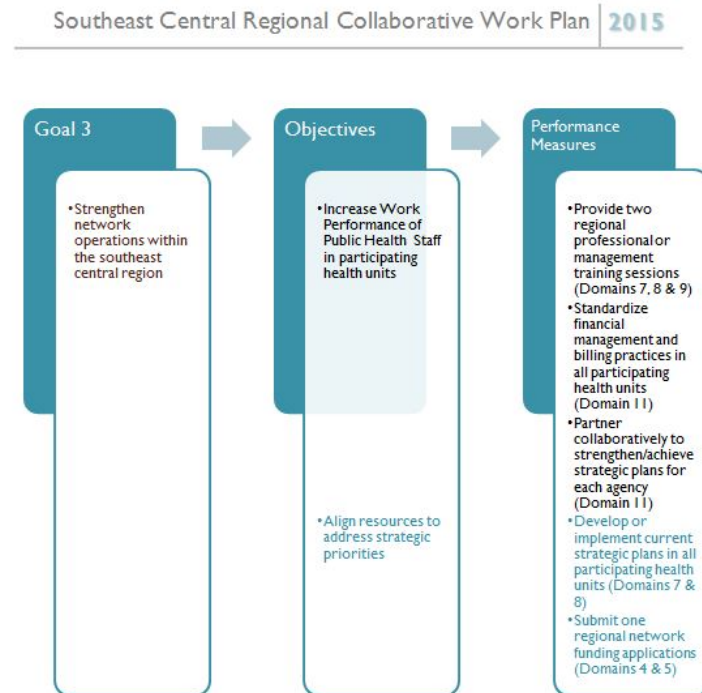 Southeast Central Regional Collaborative Work Plan 2015
Goal 3
•Strengthen
network
operations within
the southeast
central region
Objectives
•Increase Work
Performance of
Public Health Staff
in participating
health units
•Align resources to
address strategic
priorities
Performance
Measures
•Provide two
regional
professional or
management
training sessions
(Domains 7, 8 & 9)
•Standardize
financial
management and
billing practices in
all participating
health units
(Domain 11)
•Partner
collaboratively to
strengthen/achieve
strategic plans for
each agency
(Domain 11)
•Develop or
implement current
strategic plans in all
participating health
units (Domains 7 &
8)
•Submit one
regional network
funding applications
(Domains 4 & 5)